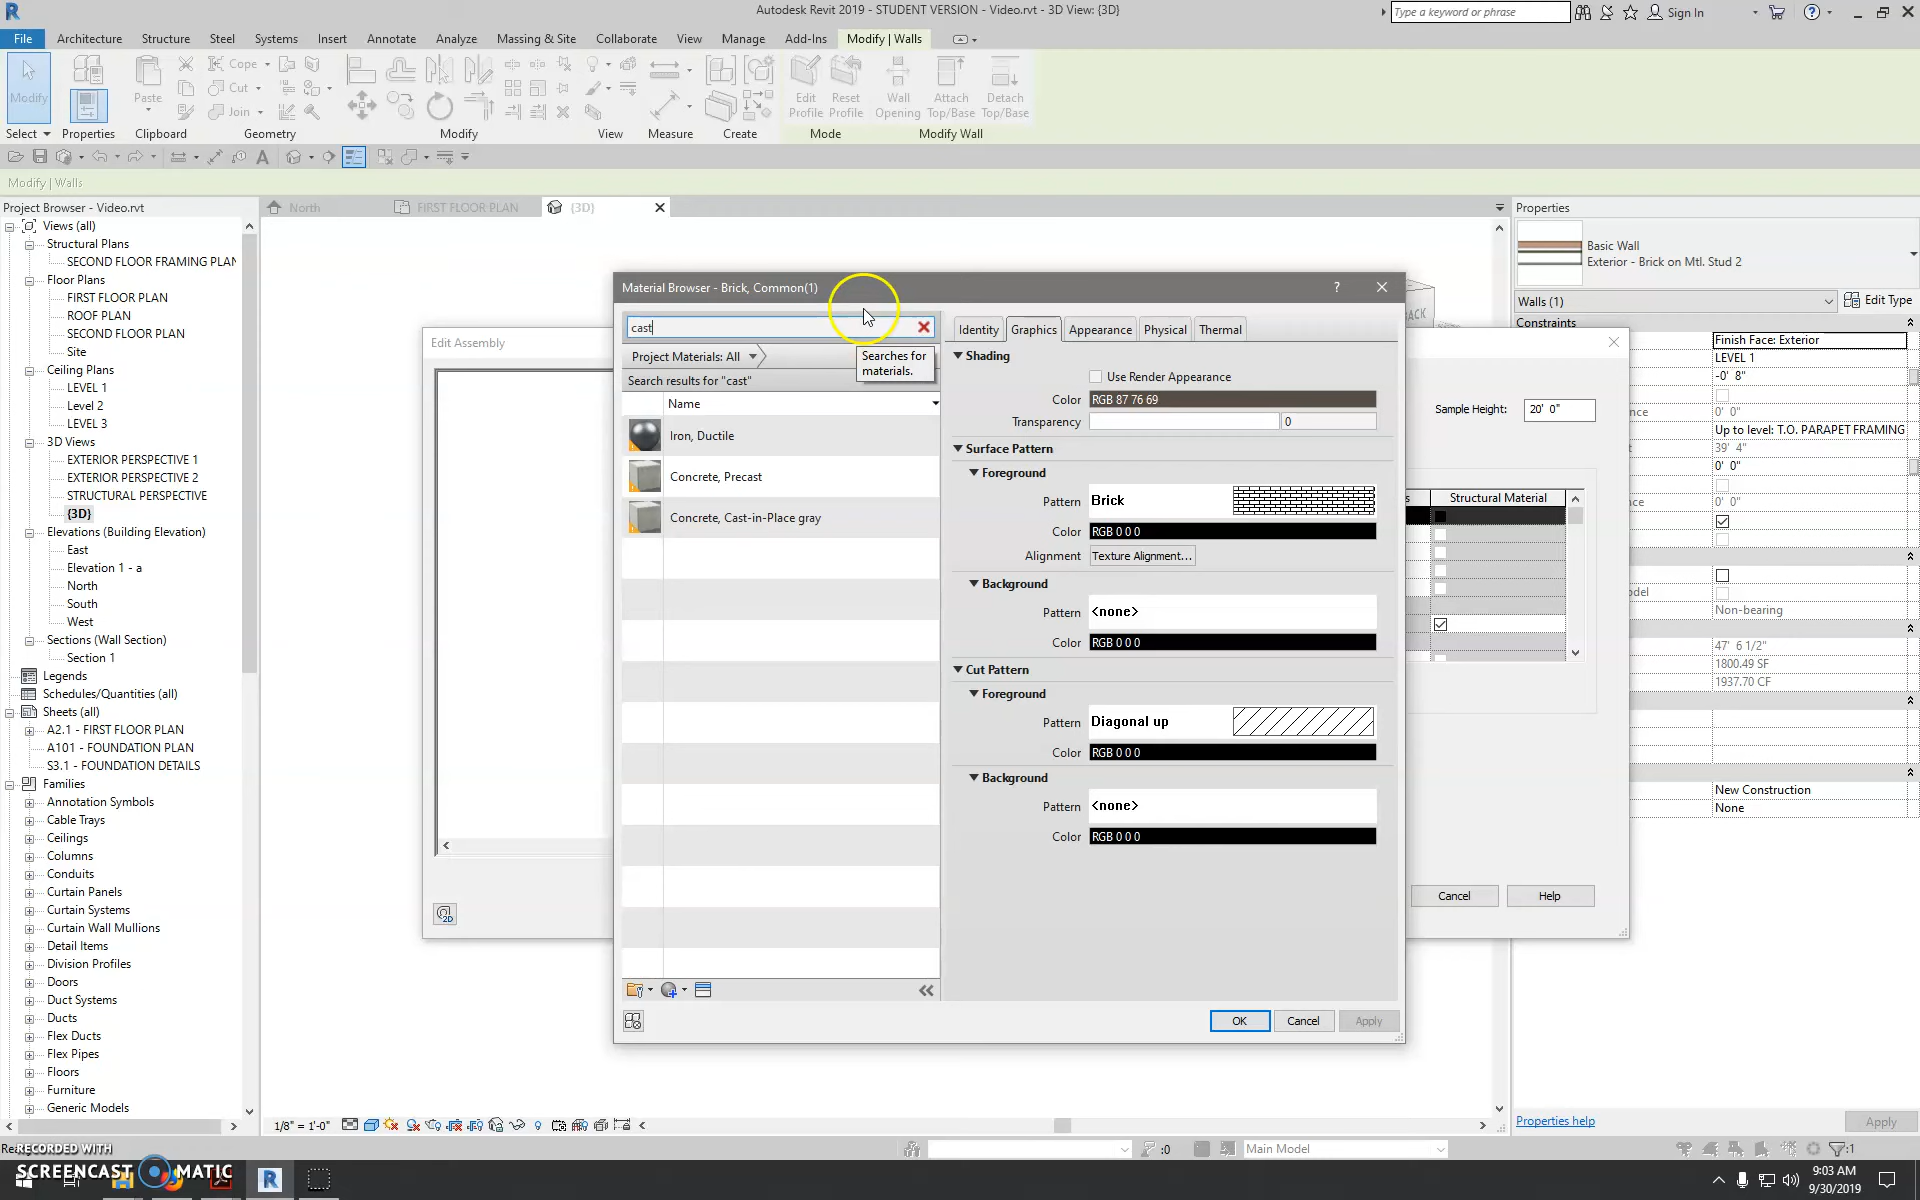 Autodesk Revit 2019 - STUDENT VERSION - Video.rvt - 3D View: {3D}
Type a keyword or phrase
Sign In
File Architecture Structure Steel Systems Insert Annotate Analyze Massing & Site Collaborate View Manage Add-Ins Modify | Walls
Modify
Paste
Cope
Cut
Join
Edit Profile
Reset Profile
Wall Opening
Attach Top/Base
Detach Top/Base
Select Properties Clipboard Geometry Modify View Measure Create Mode Modify Wall
Modify | Walls
Project Browser - Video.rvt
Views (all)
Structural Plans
SECOND FLOOR FRAMING PLAN
Floor Plans
FIRST FLOOR PLAN
ROOF PLAN
SECOND FLOOR PLAN
Site
Ceiling Plans
LEVEL 1
Level 2
LEVEL 3
3D Views
EXTERIOR PERSPECTIVE 1
EXTERIOR PERSPECTIVE 2
STRUCTURAL PERSPECTIVE
{3D}
Elevations (Building Elevation)
East
Elevation 1 - a
North
South
West
Sections (Wall Section)
Section 1
Legends
Schedules/Quantities (all)
Sheets (all)
A2.1 - FIRST FLOOR PLAN
A101 - FOUNDATION PLAN
S3.1 - FOUNDATION DETAILS
Families
Annotation Symbols
Cable Trays
Ceilings
Columns
Conduits
Curtain Panels
Curtain Systems
Curtain Wall Mullions
Detail Items
Division Profiles
Doors
Duct Systems
Ducts
Flex Ducts
Flex Pipes
Floors
Furniture
Generic Models
North
FIRST FLOOR PLAN
{3D}
BACK
Edit Assembly
Sample Height: 20' 0"
Structural Material
Cancel
Help
Material Browser - Brick, Common(1)
cast
Searches for materials.
Project Materials: All
Search results for "cast"
Name
Iron, Ductile
Concrete, Precast
Concrete, Cast-in-Place gray
Identity Graphics Appearance Physical Thermal
Shading
Use Render Appearance
Color RGB 87 76 69
Transparency 0
Surface Pattern
Foreground
Pattern Brick
Color RGB 0 0 0
Alignment Texture Alignment...
Background
Pattern <none>
Color RGB 0 0 0
Cut Pattern
Foreground
Pattern Diagonal up
Color RGB 0 0 0
Background
Pattern <none>
Color RGB 0 0 0
OK Cancel Apply
Properties
Basic Wall
Exterior - Brick on Mtl. Stud 2
Walls (1)
Edit Type
Constraints
Finish Face: Exterior
LEVEL 1
-0' 8"
0' 0"
Up to level: T.O. PARAPET FRAMING
39' 4"
0' 0"
0' 0"
Non-bearing
47' 6 1/2"
1800.49 SF
1937.70 CF
New Construction
None
Properties help
Apply
1/8" = 1'-0"
:0
Main Model
:1
RECORDED WITH
SCREENCAST MATIC
9:03 AM
9/30/2019